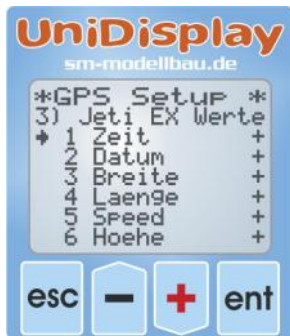 UniDisplay
sm-modellbau.de
*GPS Setup *
3) Jeti EX Werte
➧ 1 Zeit +
2 Datum +
3 Breite +
4 Laenge +
5 Speed +
6 Hoehe +
esc − + ent